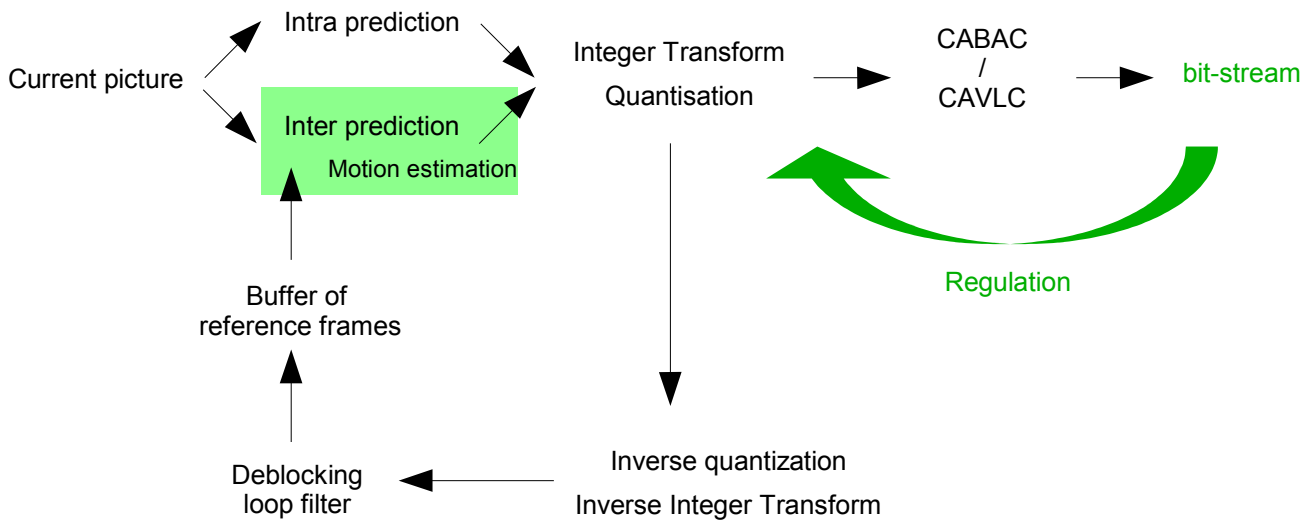 Current picture
Intra prediction
Inter prediction
Motion estimation
Integer Transform
Quantisation
CABAC
/
CAVLC
bit-stream
Regulation
Buffer of
reference frames
Deblocking
loop filter
Inverse quantization
Inverse Integer Transform